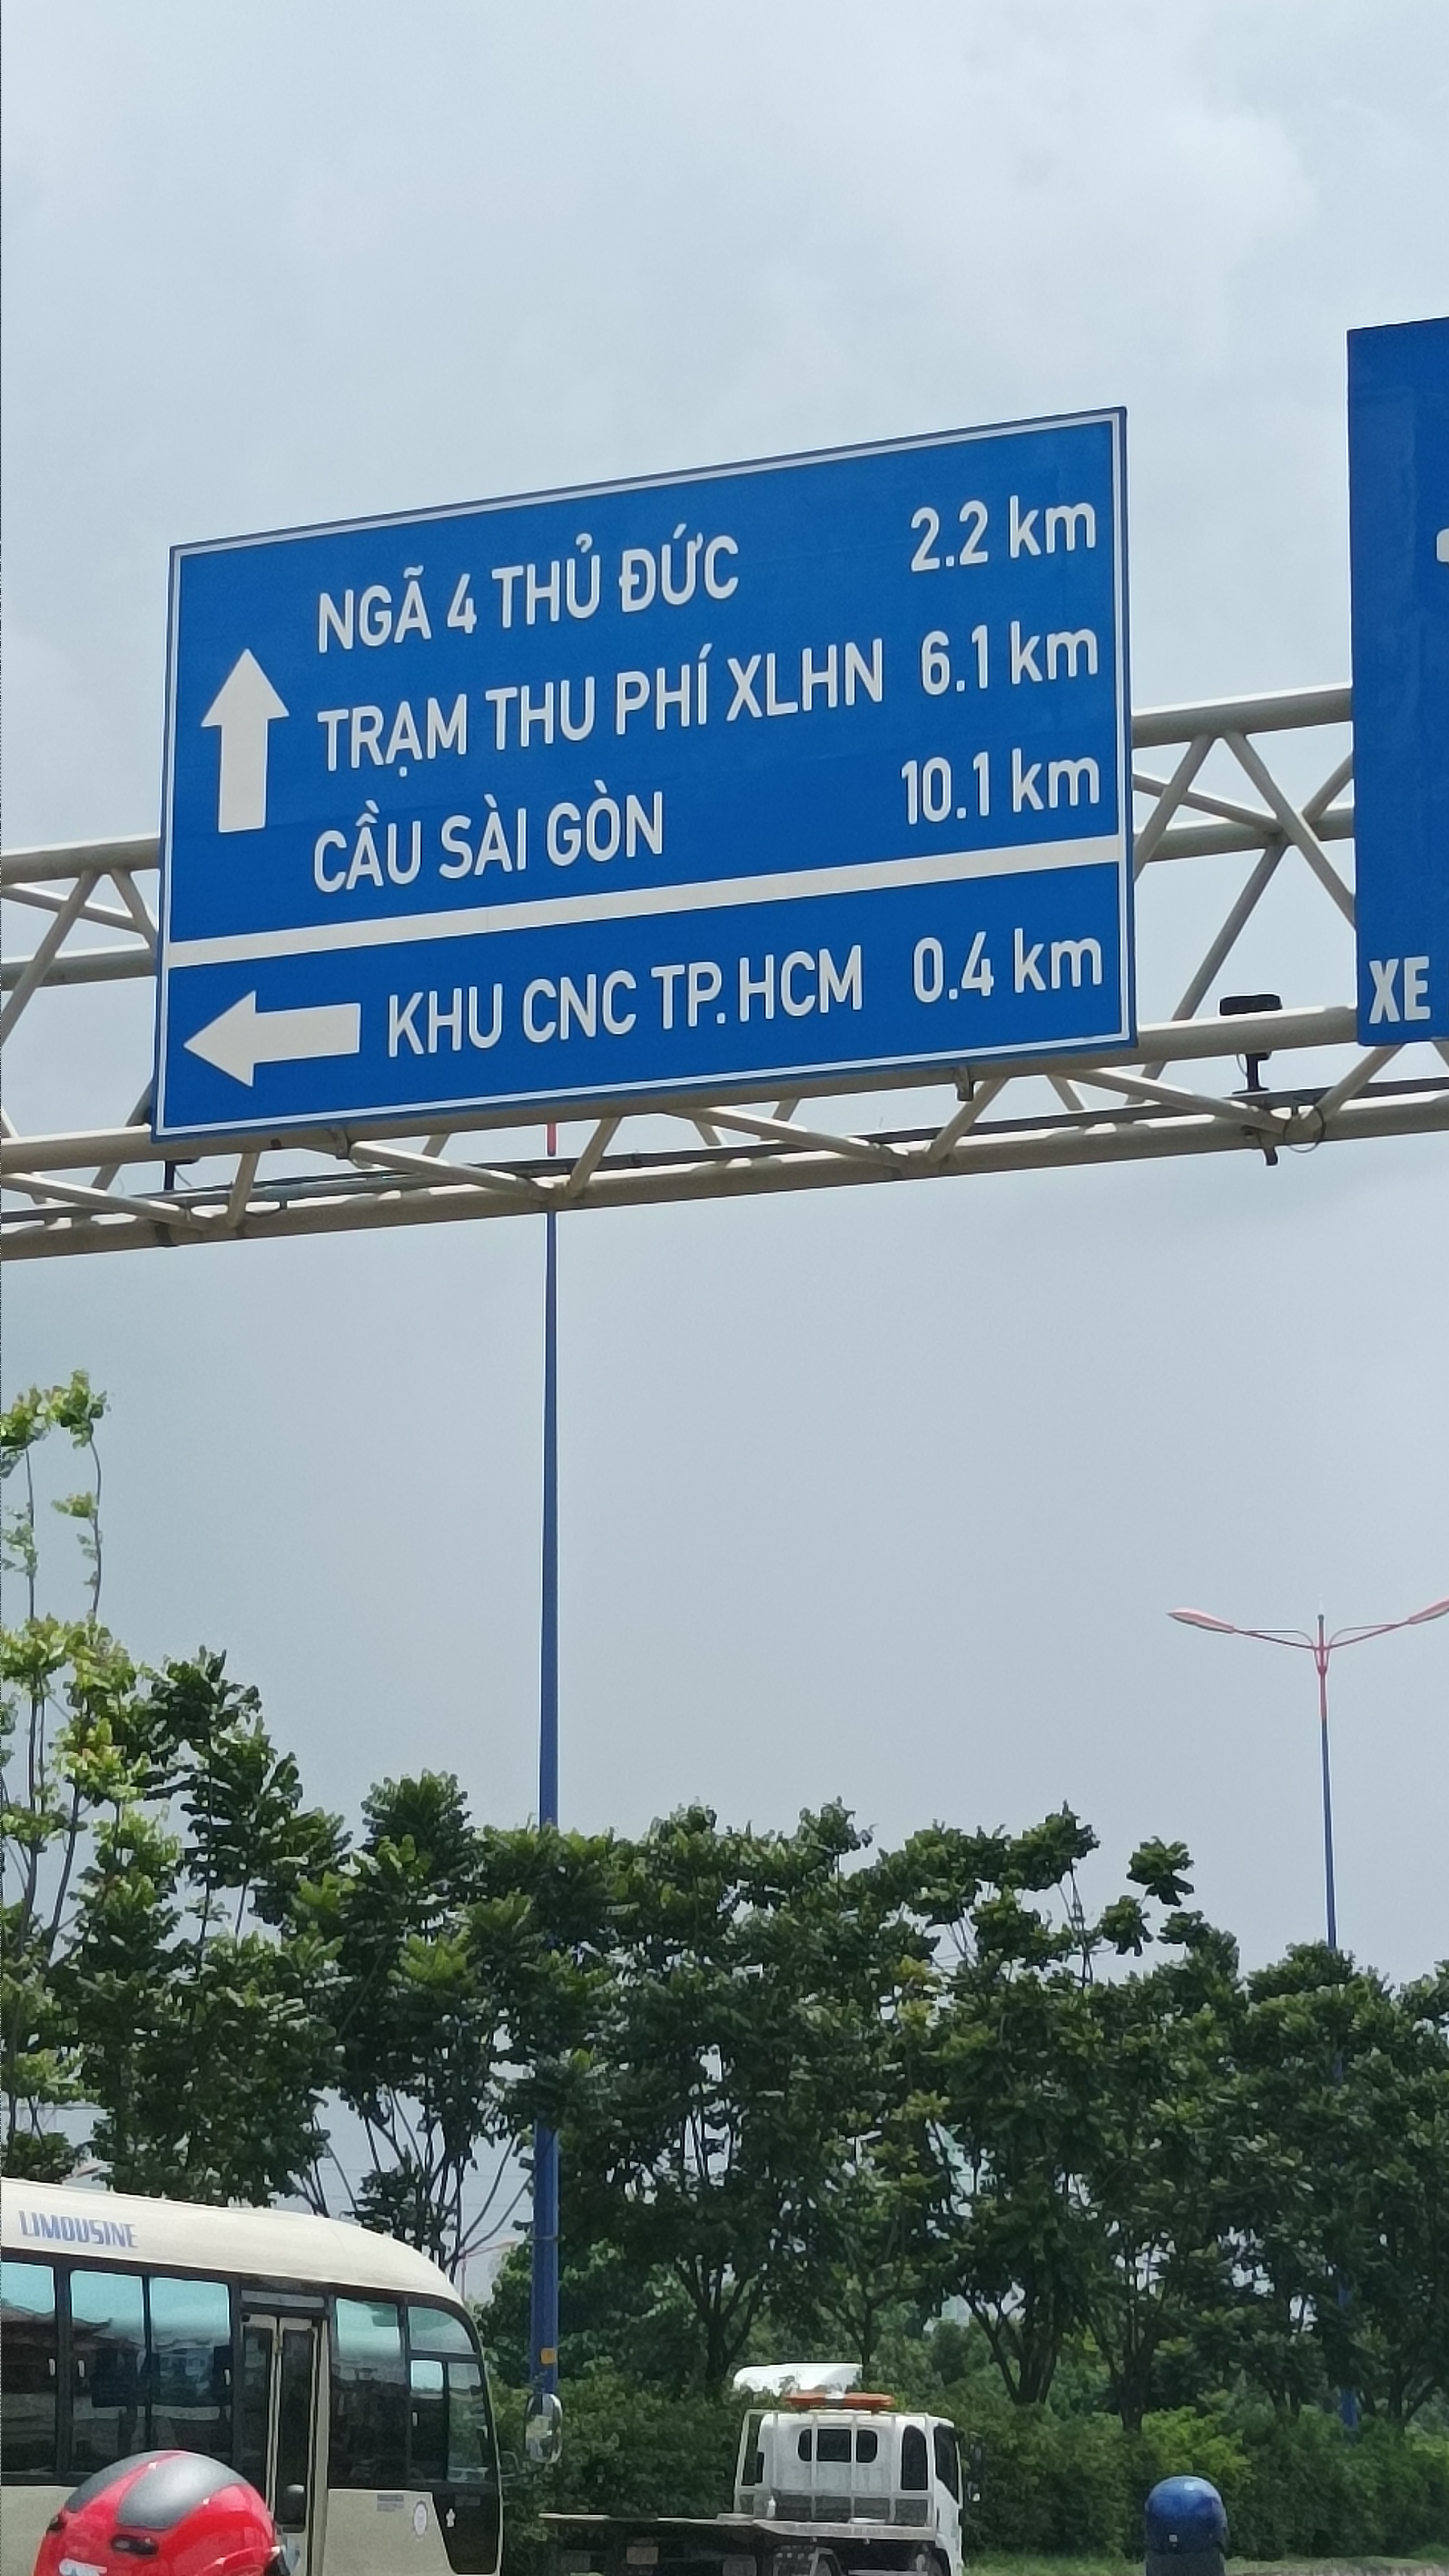 NGÃ 4 THỦ ĐỨC 2.2 km
TRẠM THU PHÍ XLHN 6.1 km
CẦU SÀI GÒN 10.1 km
KHU CNC TP.HCM 0.4 km
XE
LIMOUSINE